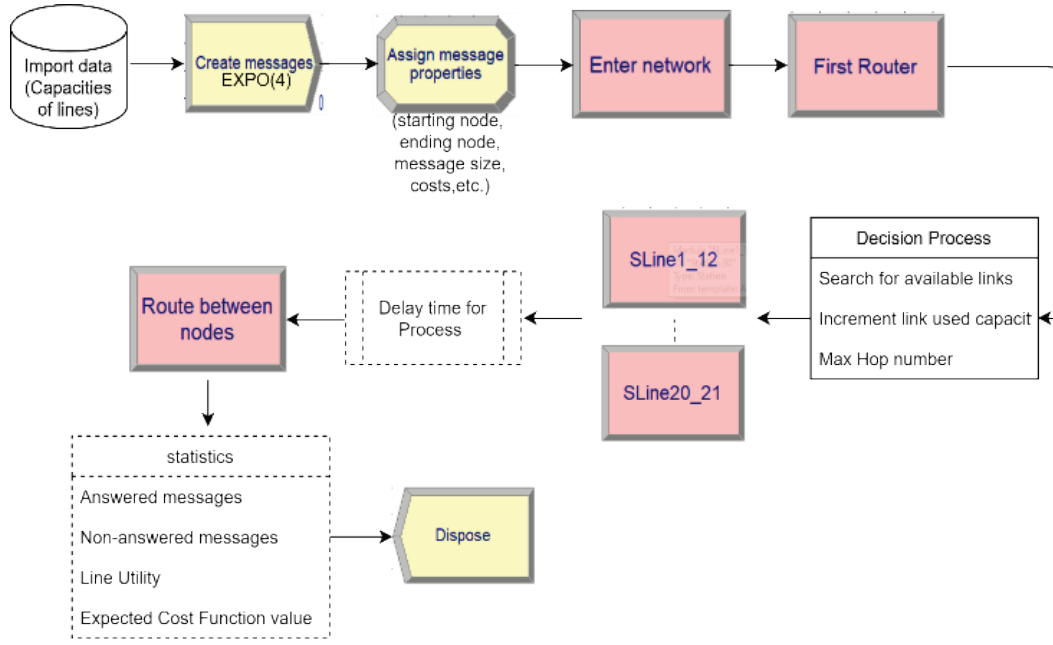 Import data
(Capacities
of lines)
Create messages
EXPO(4)
0
Assign message
properties
(starting node,
ending node,
message size,
costs,etc.)
Enter network
First Router
Decision Process
Search for available links
Increment link used capacit
Max Hop number
SLine1_12
SLine20_21
Delay time for
Process
Route between
nodes
statistics
Answered messages
Non-answered messages
Line Utility
Expected Cost Function value
Dispose